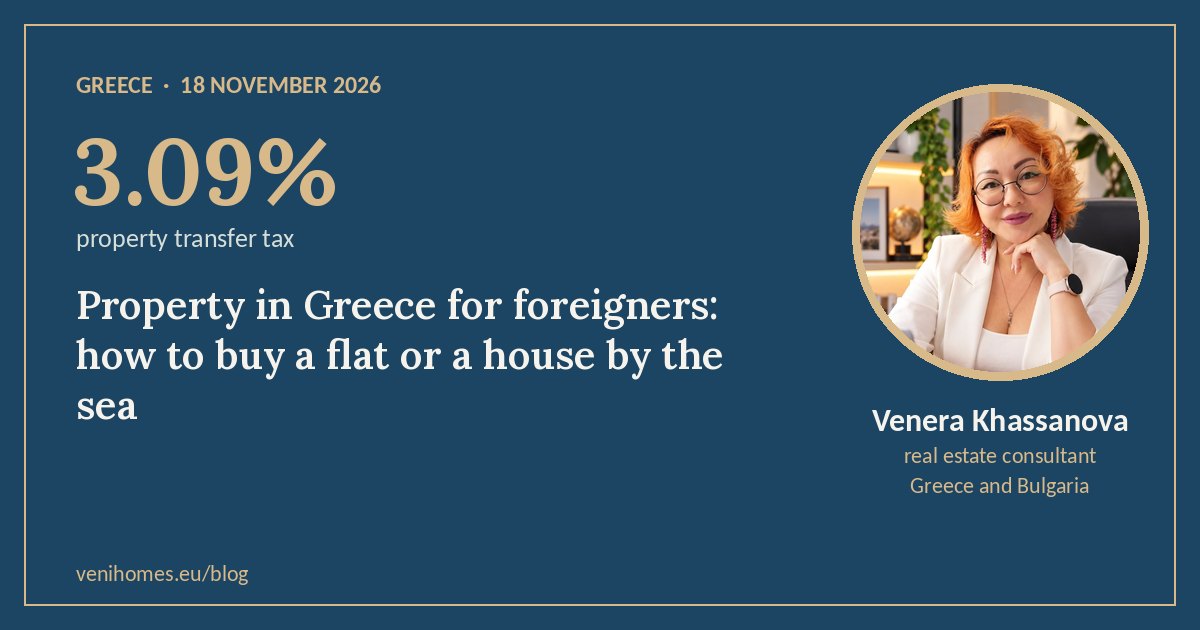 GREECE · 18 NOVEMBER 2026
3.09%
property transfer tax
Property in Greece for foreigners:
how to buy a flat or a house by the
sea
Venera Khassanova
real estate consultant
Greece and Bulgaria
venihomes.eu/blog